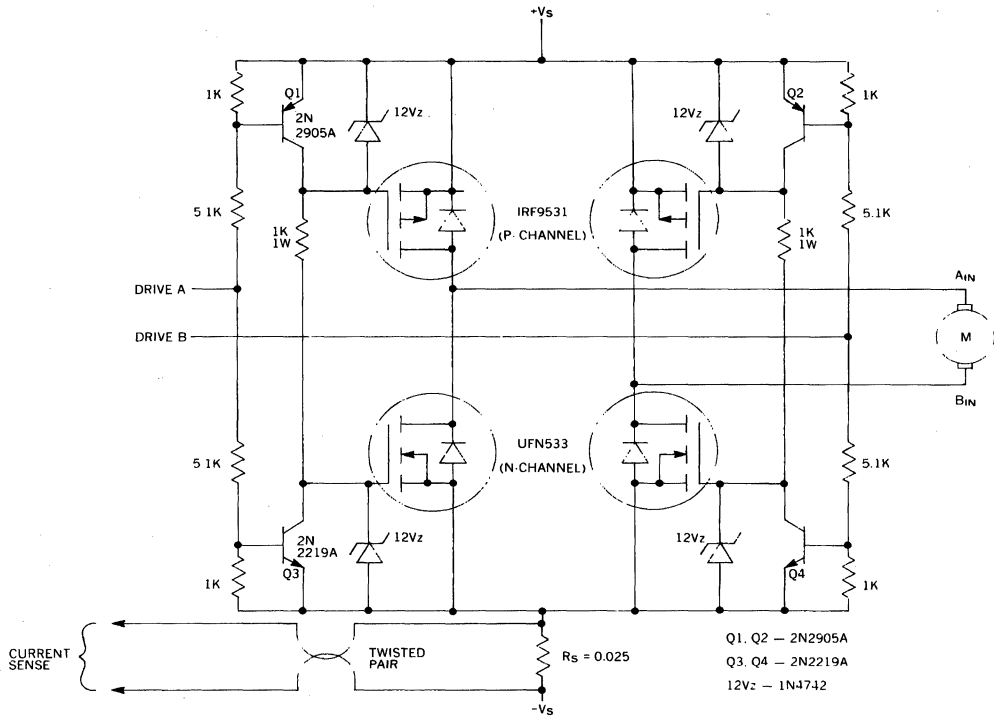 +Vs
1K
Q1
2N
2905A
12Vz
12Vz
Q2
1K
5 1K
1K
1W
IRF9531
(P- CHANNEL)
1K
1W
5.1K
DRIVE A
AIN
DRIVE B
M
BIN
5 1K
UFN533
(N-CHANNEL)
5.1K
2N
2219A
Q3
12Vz
12Vz
Q4
1K
1K
CURRENT
SENSE
TWISTED
PAIR
Rs = 0.025
-Vs
Q1, Q2 — 2N2905A
Q3, Q4 — 2N2219A
12Vz — 1N4742